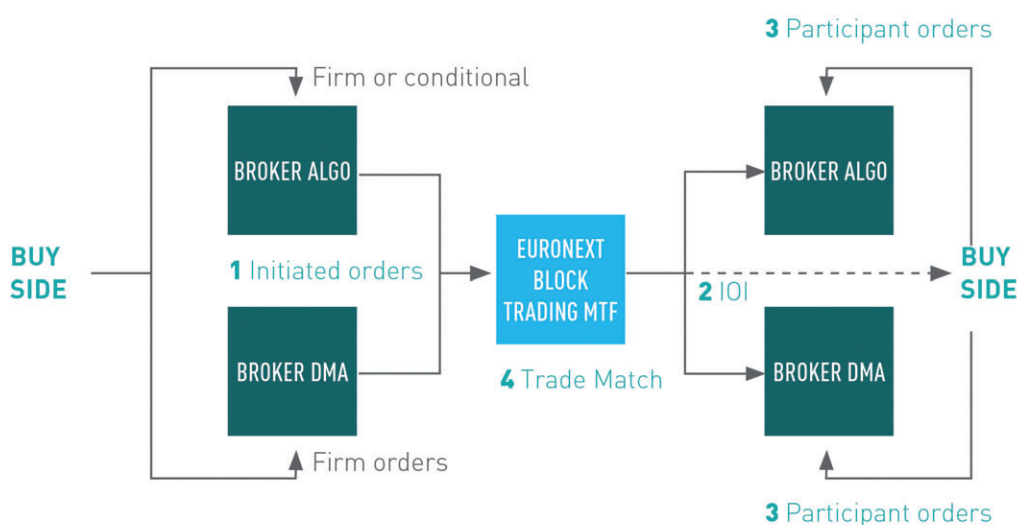 3 Participant orders
Firm or conditional
BROKER ALGO
BROKER ALGO
BUY
SIDE
1 Initiated orders
EURONEXT
BLOCK
TRADING MTF
2 IOI
BUY
SIDE
BROKER DMA
4 Trade Match
BROKER DMA
Firm orders
3 Participant orders